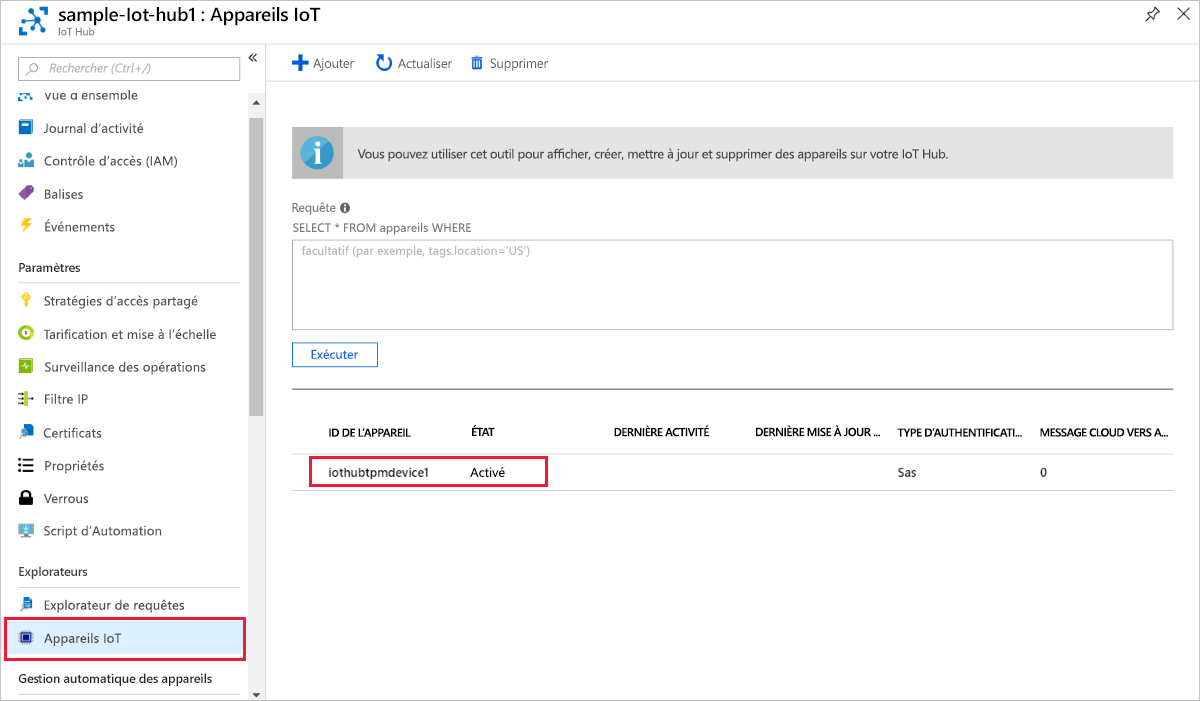 sample-Iot-hub1 : Appareils IoT
IoT Hub
Rechercher (Ctrl+/)
Vue d'ensemble
Journal d'activité
Contrôle d'accès (IAM)
Balises
Événements
Paramètres
Stratégies d'accès partagé
Tarification et mise à l'échelle
Surveillance des opérations
Filtre IP
Certificats
Propriétés
Verrous
Script d'Automation
Explorateurs
Explorateur de requêtes
Appareils IoT
Gestion automatique des appareils
Ajouter Actualiser Supprimer
Vous pouvez utiliser cet outil pour afficher, créer, mettre à jour et supprimer des appareils sur votre IoT Hub.
Requête
SELECT * FROM appareils WHERE
facultatif (par exemple, tags.location='US')
Exécuter
ID DE L'APPAREIL ÉTAT DERNIÈRE ACTIVITÉ DERNIÈRE MISE À JOUR ... TYPE D'AUTHENTIFICATI... MESSAGE CLOUD VERS A...
iothubtpmdevice1 Activé Sas 0